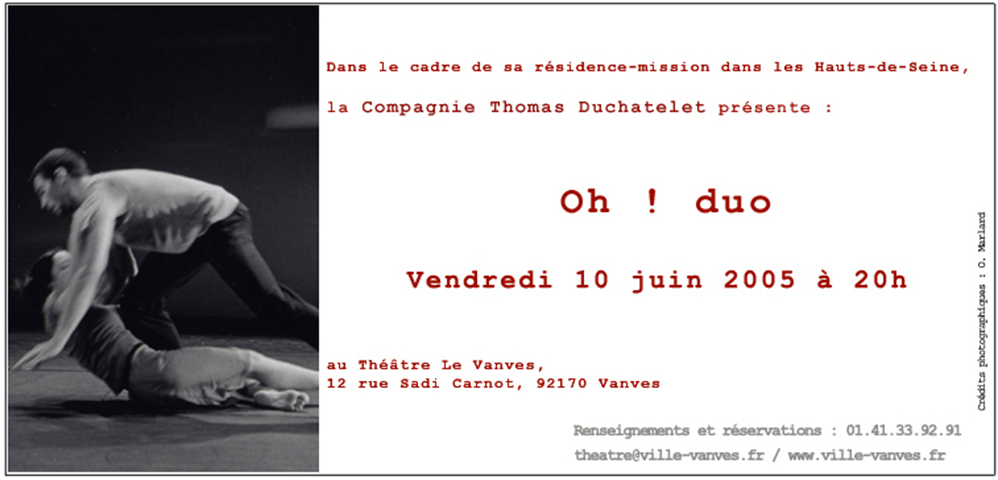 Dans le cadre de sa résidence-mission dans les Hauts-de-Seine,
la Compagnie Thomas Duchatelet présente :
Oh ! duo
Vendredi 10 juin 2005 à 20h
au Théâtre Le Vanves,
12 rue Sadi Carnot, 92170 Vanves
Renseignements et réservations : 01.41.33.92.91
theatre@ville-vanves.fr / www.ville-vanves.fr
Crédits photographiques : O. Marlard